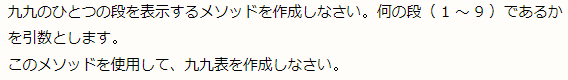 九九のひとつの段を表示するメソッドを作成しなさい。何の段（１～９）であるか
を引数とします。
このメソッドを使用して、九九表を作成しなさい。